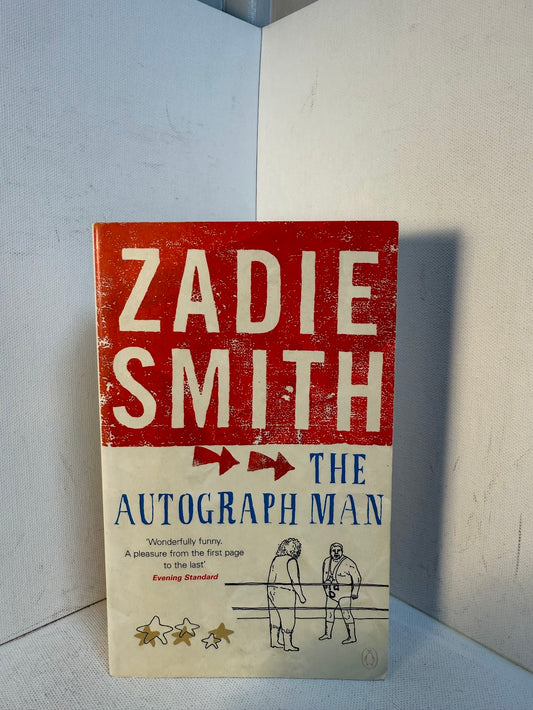 ZADIE
SMITH
THE
AUTOGRAPH MAN
'Wonderfully funny.
A pleasure from the first page
to the last'
Evening Standard